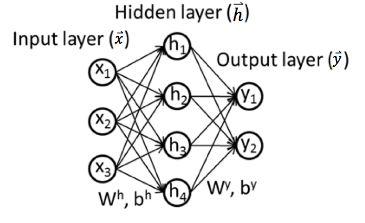 Hidden layer (h⃗)
Input layer (x⃗)
Output layer (y⃗)
h₁
x₁
h₂
y₁
x₂
h₃
y₂
x₃
h₄
Wʰ, bʰ
Wʸ, bʸ